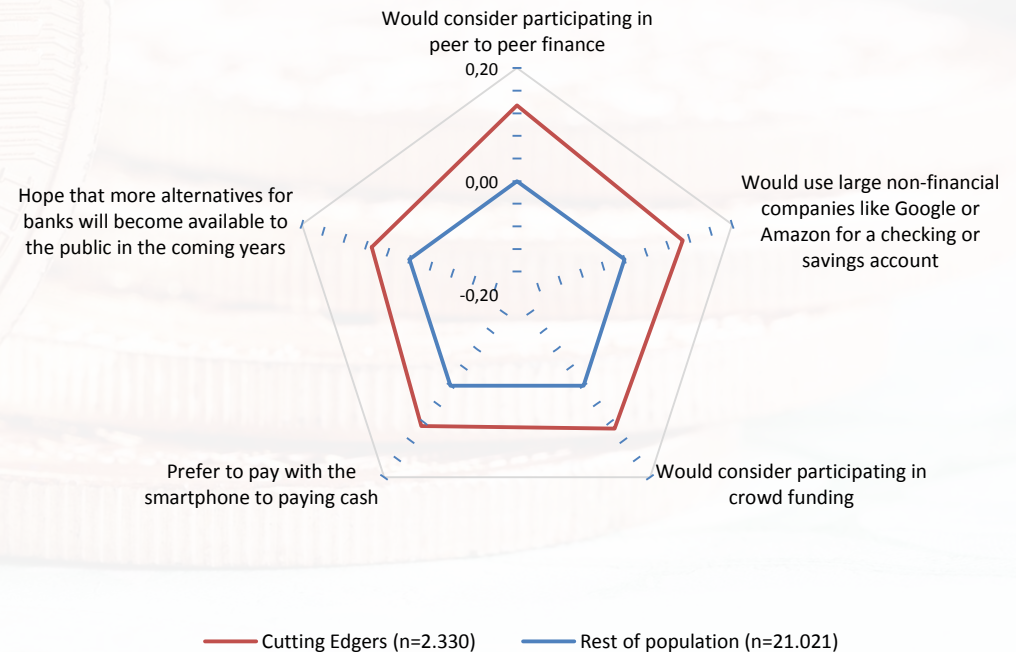 Would consider participating in
peer to peer finance
0,20
0,00
-0,20
Would use large non-financial
companies like Google or
Amazon for a checking or
savings account
Hope that more alternatives for
banks will become available to
the public in the coming years
Prefer to pay with the
smartphone to paying cash
Would consider participating in
crowd funding
Cutting Edgers (n=2.330)
Rest of population (n=21.021)